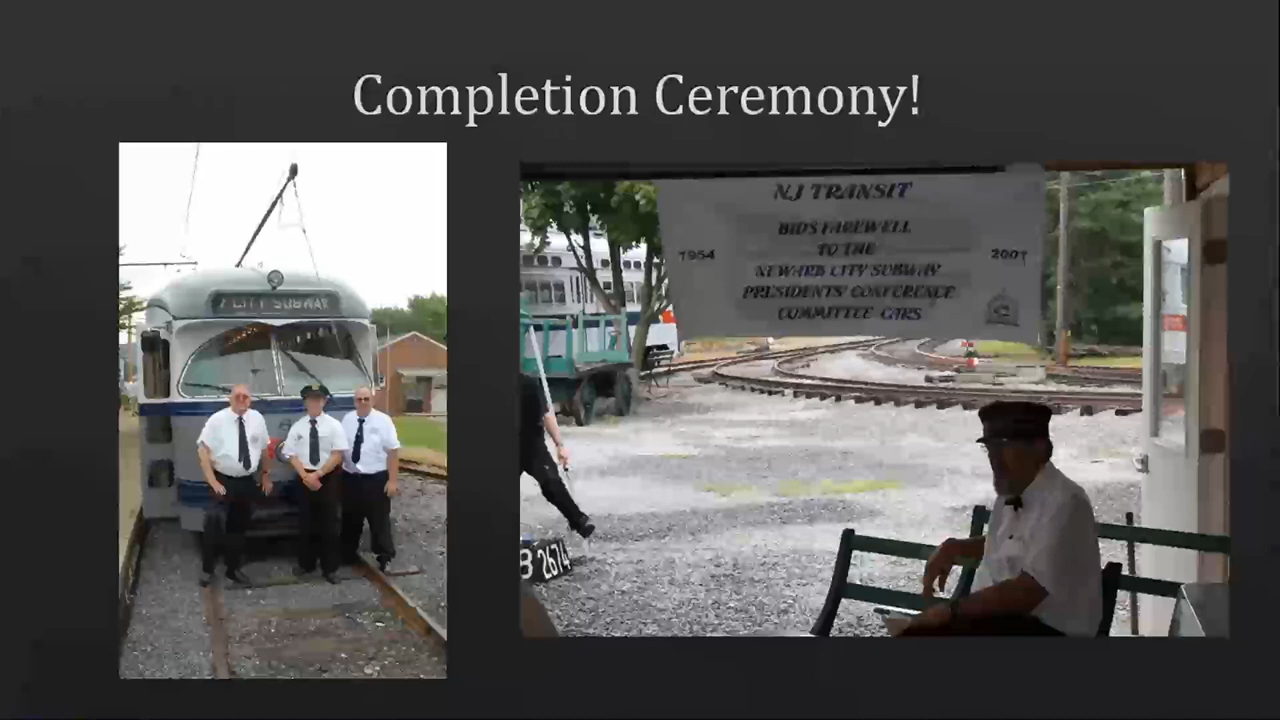 Completion Ceremony!
7 CITY SUBWAY
NJ TRANSIT
BIDS FAREWELL
TO THE
1954
2001
NEWARK CITY SUBWAY
PRESIDENTS' CONFERENCE
COMMITTEE CARS
B 2674